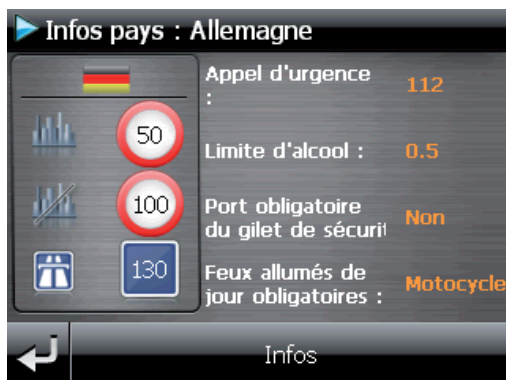 Infos pays : Allemagne
50
100
130
Appel d'urgence
:
112
Limite d'alcool :
0.5
Port obligatoire
du gilet de sécurit
Non
Feux allumés de
jour obligatoires :
Motocycle
Infos